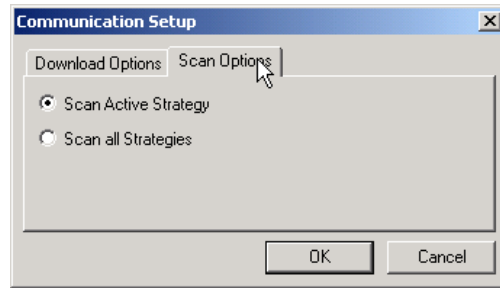 Communication Setup
Download Options Scan Options
Scan Active Strategy
Scan all Strategies
OK Cancel